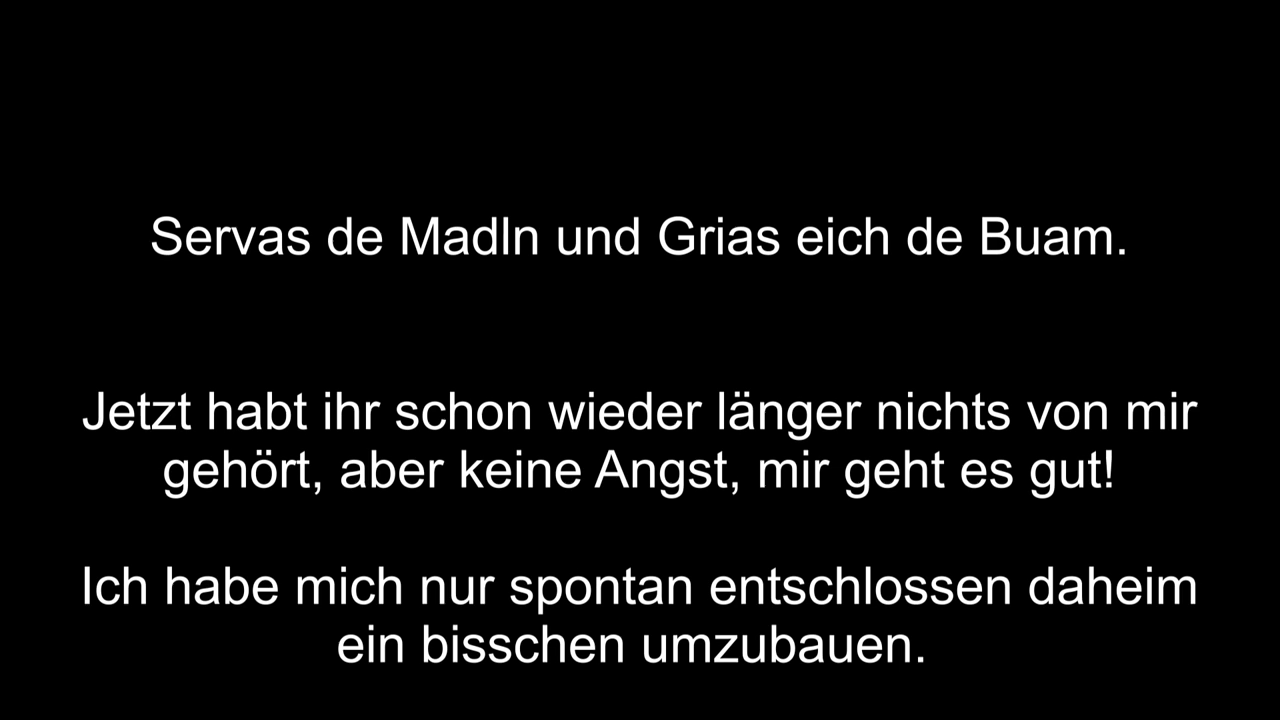 Servas de Madln und Grias eich de Buam.
Jetzt habt ihr schon wieder länger nichts von mir
gehört, aber keine Angst, mir geht es gut!
Ich habe mich nur spontan entschlossen daheim
ein bisschen umzubauen.